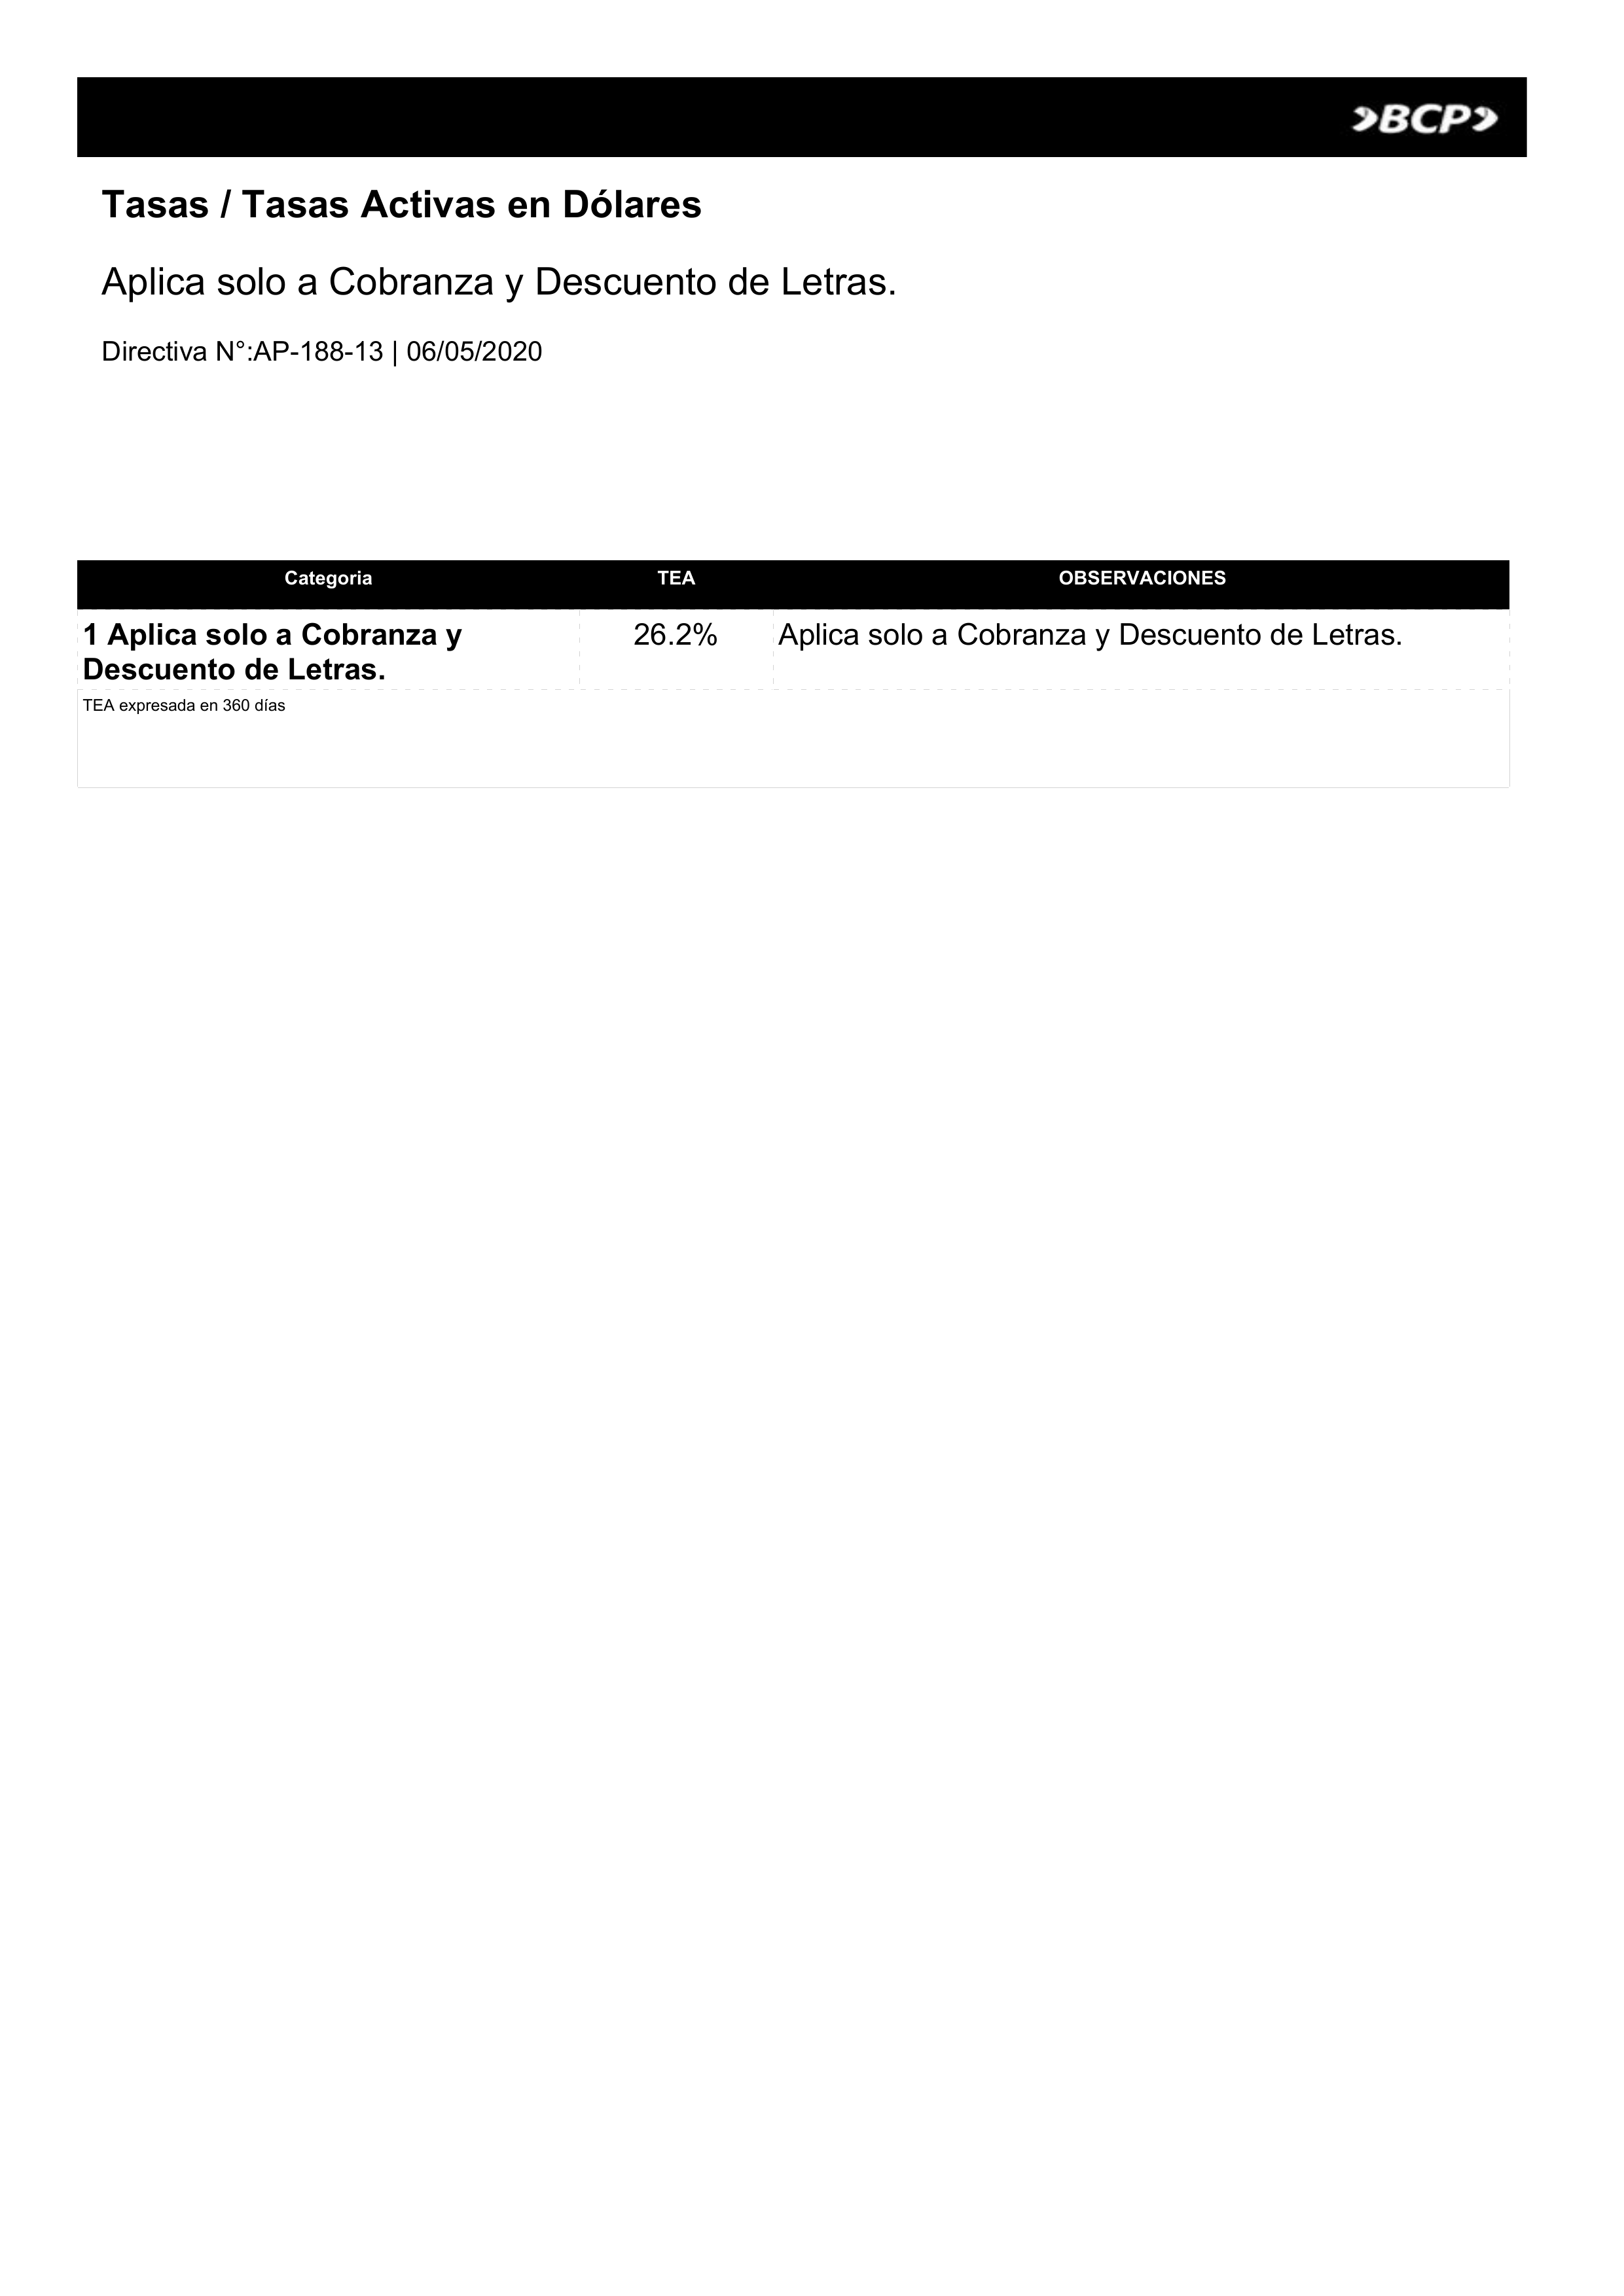 BCP
Tasas / Tasas Activas en Dólares
Aplica solo a Cobranza y Descuento de Letras.
Directiva N°:AP-188-13 | 06/05/2020
Categoria TEA OBSERVACIONES
1 Aplica solo a Cobranza y 26.2% Aplica solo a Cobranza y Descuento de Letras.
Descuento de Letras.
TEA expresada en 360 días